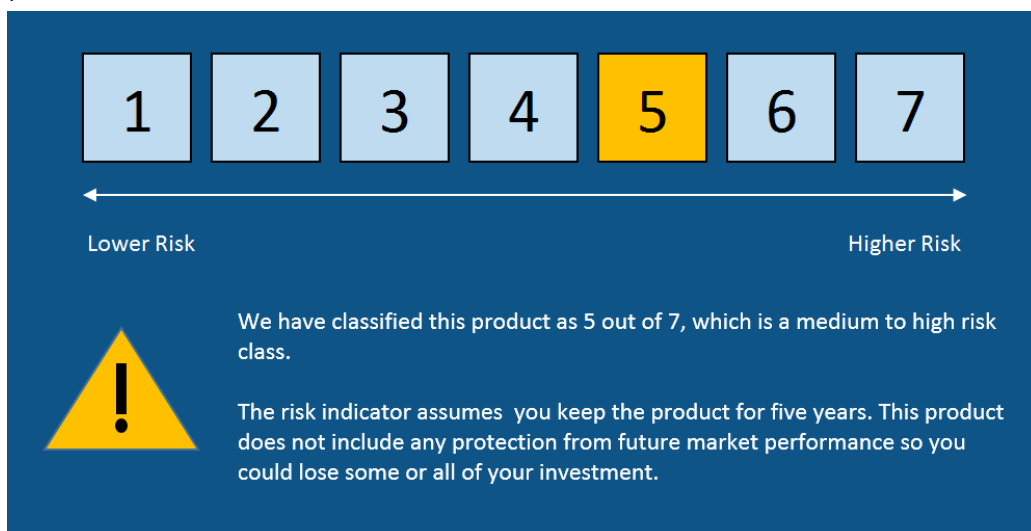 1 2 3 4 5 6 7
Lower Risk Higher Risk
We have classified this product as 5 out of 7, which is a medium to high risk
class.
!
The risk indicator assumes  you keep the product for five years. This product
does not include any protection from future market performance so you
could lose some or all of your investment.